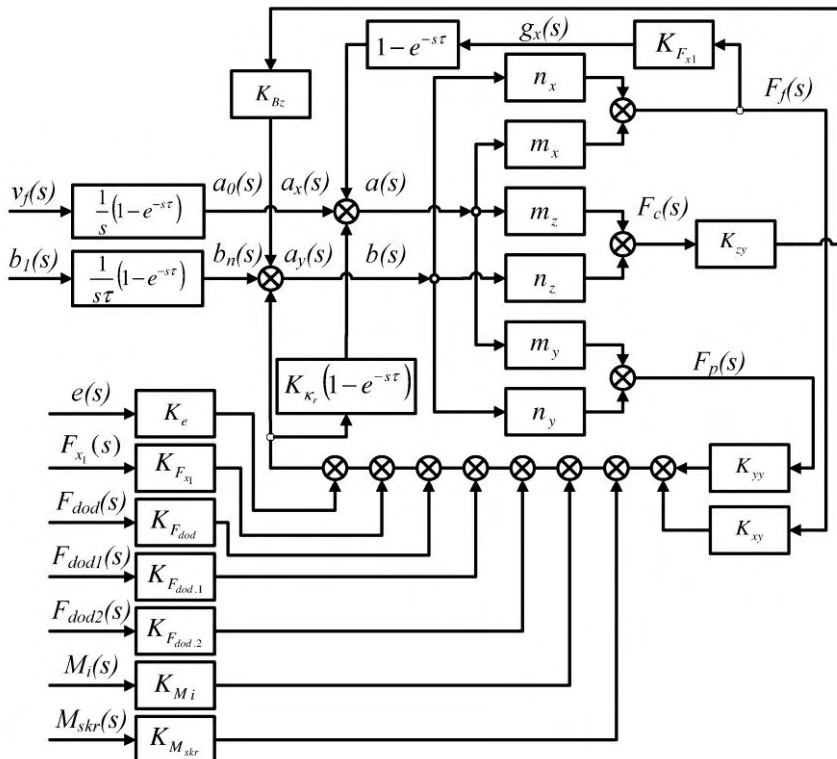 1 − e^{−sτ}
g_x(s)
K_{F_{x1}}
K_{Bz}
n_x
F_f(s)
m_x
v_f(s)
\frac{1}{s}(1 − e^{−sτ})
a_0(s)
a_x(s)
a(s)
m_z
F_c(s)
K_{zy}
b_1(s)
\frac{1}{sτ}(1 − e^{−sτ})
b_n(s)
a_y(s)
b(s)
n_z
m_y
F_p(s)
K_{κ_r}(1 − e^{−sτ})
n_y
e(s)
K_e
F_{x_1}(s)
K_{F_{x_1}}
K_{yy}
F_{dod}(s)
K_{F_{dod}}
K_{xy}
F_{dod1}(s)
K_{F_{dod.1}}
F_{dod2}(s)
K_{F_{dod.2}}
M_i(s)
K_{Mi}
M_{skr}(s)
K_{M_{skr}}